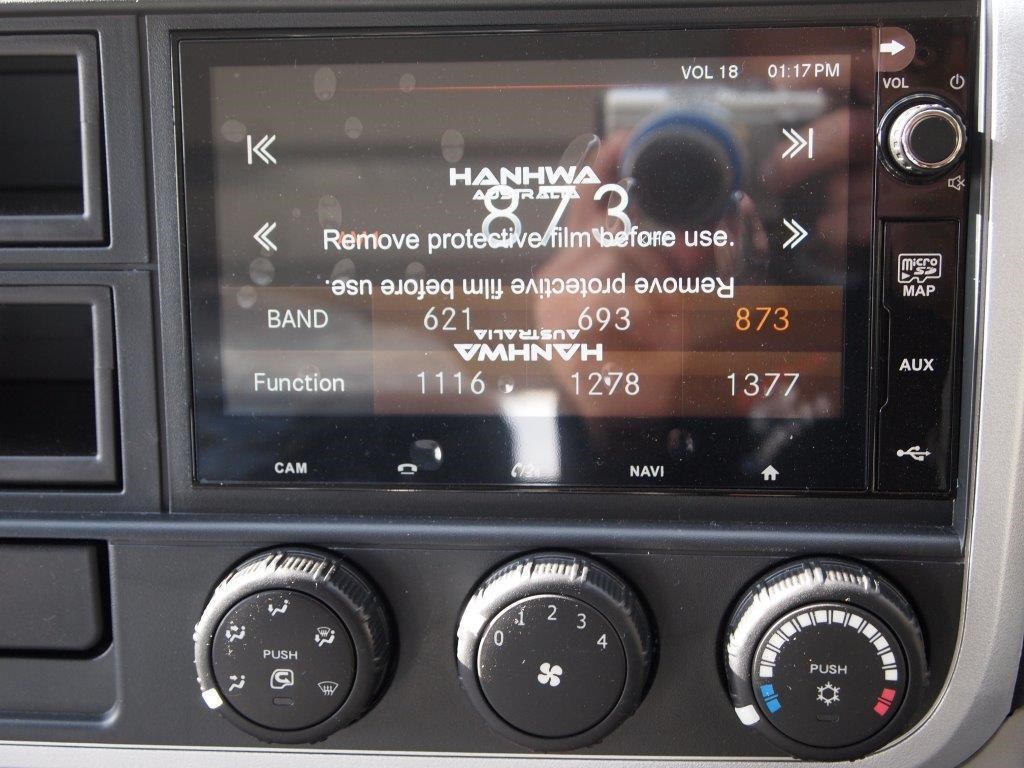 VOL 18 01:17 PM
VOL
HANHWA
AUSTRALIA
873
AM1
Remove protective film before use.
Remove protective film before use.
BAND 621 693 873
AUSTRALIA
HANHWA
Function 1116 1278 1377
micro
SD
MAP
AUX
CAM NAVI
PUSH
0 1 2 3 4
PUSH